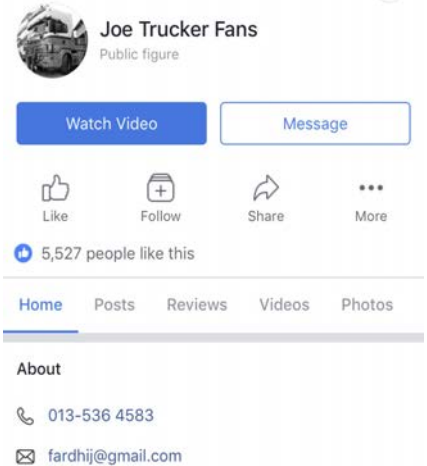 Joe Trucker Fans
Public figure
Watch Video Message
Like Follow Share More
5,527 people like this
Home Posts Reviews Videos Photos
About
013-536 4583
fardhij@gmail.com